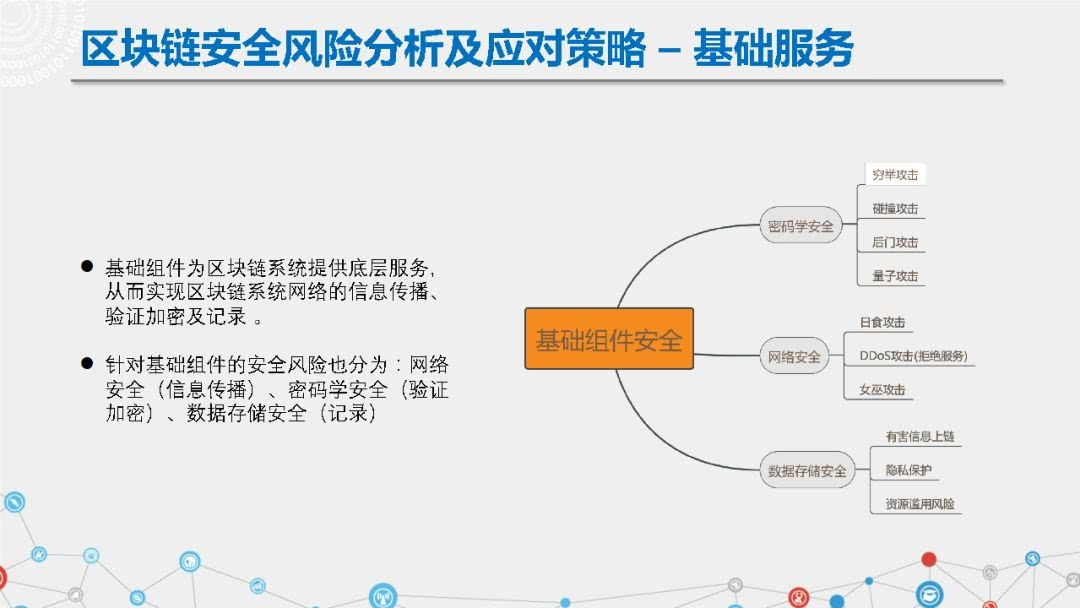 区块链安全风险分析及应对策略 – 基础服务
基础组件为区块链系统提供底层服务,
从而实现区块链系统网络的信息传播、
验证加密及记录 。
针对基础组件的安全风险也分为：网络
安全（信息传播）、密码学安全（验证
加密）、数据存储安全（记录）
基础组件安全
密码学安全
穷举攻击
碰撞攻击
后门攻击
量子攻击
网络安全
日食攻击
DDoS攻击(拒绝服务)
女巫攻击
数据存储安全
有害信息上链
隐私保护
资源滥用风险